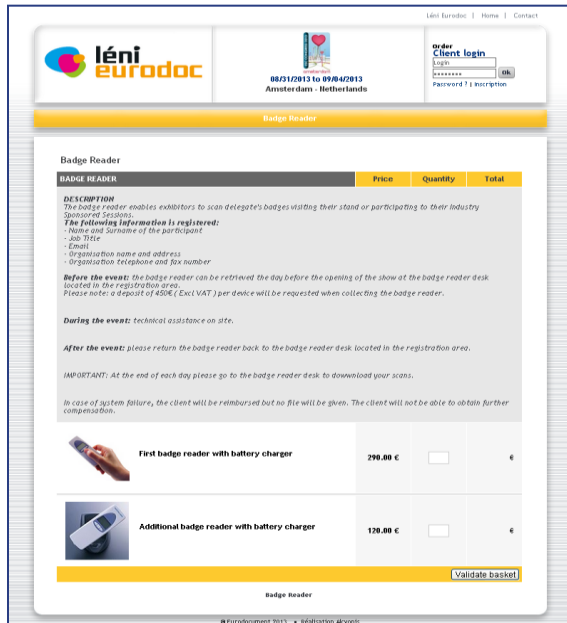 Léni Eurodoc | Home | Contact
léni
eurodoc
08/31/2013 to 09/04/2013
Amsterdam - Netherlands
Order
Client login
Login
••••••••
Ok
Password ? | Inscription
Badge Reader
Badge Reader
BADGE READER Price Quantity Total
DESCRIPTION
The badge reader enables exhibitors to scan delegate's badges visiting their stand or participating to their Industry
Sponsored Sessions.
The following information is registered:
- Name and Surname of the participant
- Job Title
- Email
- Organisation name and address
- Organisation telephone and fax number
Before the event: the badge reader can be retrieved the day before the opening of the show at the badge reader desk
located in the registration area.
Please note: a deposit of 450€ ( Excl VAT ) per device will be requested when collecting the badge reader.
During the event: technical assistance on site.
After the event: please return the badge reader back to the badge reader desk located in the registration area.
IMPORTANT: At the end of each day please go to the badge reader desk to downwnload your scans.
In case of system failure, the client will be reimbursed but no file will be given. The client will not be able to obtain further
compensation.
First badge reader with battery charger 290.00 € €
Additional badge reader with battery charger 120.00 € €
Validate basket
Badge Reader
© Eurodocument 2013 • Réalisation